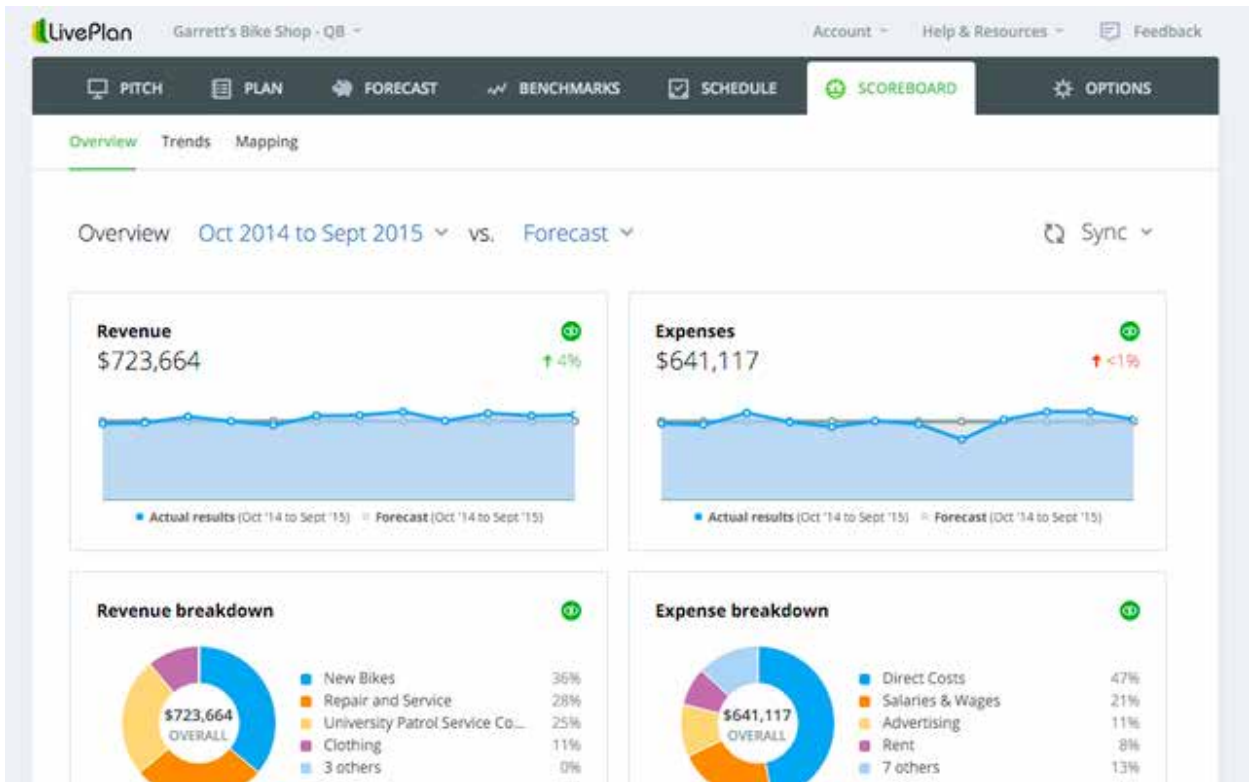 LivePlan Garrett's Bike Shop - QB Account Help & Resources Feedback
PITCH PLAN FORECAST BENCHMARKS SCHEDULE SCOREBOARD OPTIONS
Overview Trends Mapping
Overview Oct 2014 to Sept 2015 vs. Forecast Sync
Revenue
$723,664
↑ 4%
Actual results (Oct '14 to Sept '15) Forecast (Oct '14 to Sept '15)
Expenses
$641,117
↑ <1%
Actual results (Oct '14 to Sept '15) Forecast (Oct '14 to Sept '15)
Revenue breakdown
$723,664
OVERALL
New Bikes 36%
Repair and Service 28%
University Patrol Service Co... 25%
Clothing 11%
3 others 0%
Expense breakdown
$641,117
OVERALL
Direct Costs 47%
Salaries & Wages 21%
Advertising 11%
Rent 8%
7 others 13%